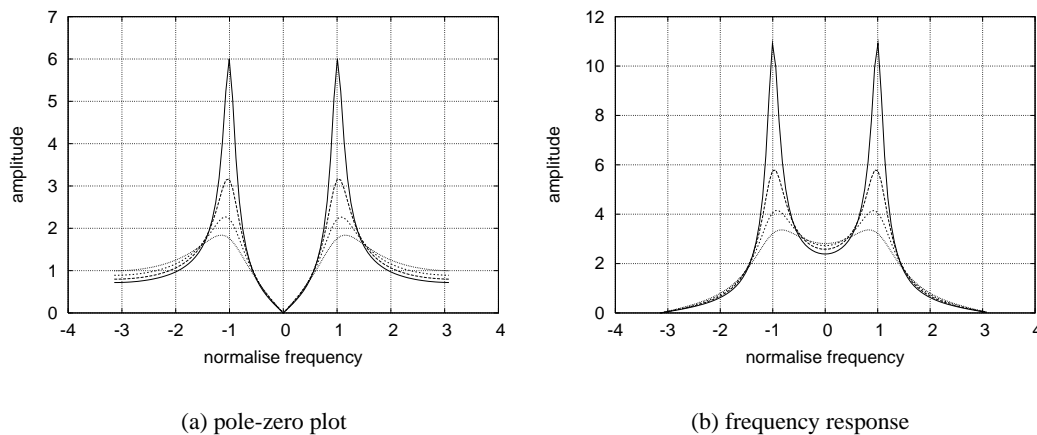 7
6
5
4
3
2
1
0
amplitude
-4 -3 -2 -1 0 1 2 3 4
normalise frequency
(a) pole-zero plot
12
10
8
6
4
2
0
amplitude
-4 -3 -2 -1 0 1 2 3 4
normalise frequency
(b) frequency response